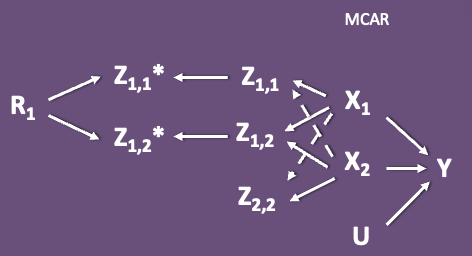 MCAR
Z1,1* Z1,1
R1 X1
Z1,2* Z1,2
X2 Y
Z2,2
U